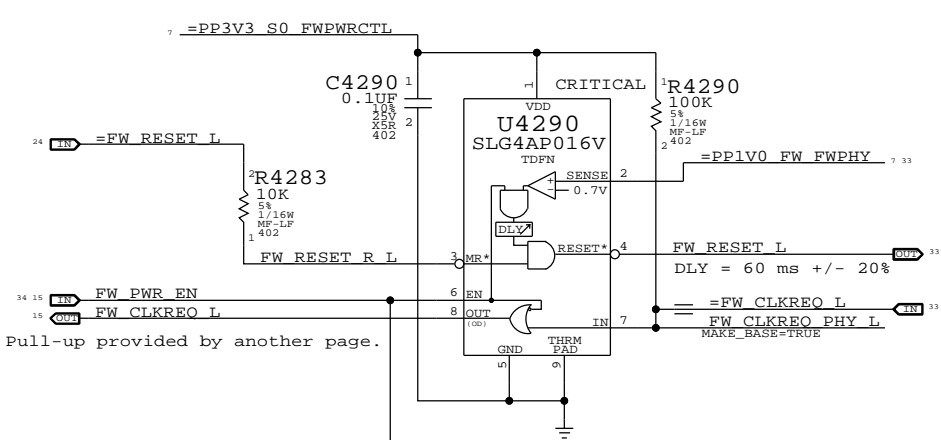 7 =PP3V3_S0_FWPWRCTL
C4290 1
0.1UF
10%
25V
X5R
402
2
1
VDD
CRITICAL
U4290
SLG4AP016V
TDFN
1 R4290
100K
5%
1/16W
MF-LF
2 402
24 IN =FW_RESET_L
=PP1V0_FW_FWPHY 7 33
SENSE 2
+
- 0.7V
2 R4283
10K
5%
1/16W
MF-LF
402
1
DLY
FW_RESET_R_L 3 MR*
RESET* 4 FW_RESET_L OUT 33
DLY = 60 ms +/- 20%
34 15 IN FW_PWR_EN 6 EN
15 OUT FW_CLKREQ_L 8 OUT
(OD)
IN 7
=FW_CLKREQ_L IN 33
FW_CLKREQ_PHY_L
MAKE_BASE=TRUE
Pull-up provided by another page.
GND
THRM
PAD
5
9